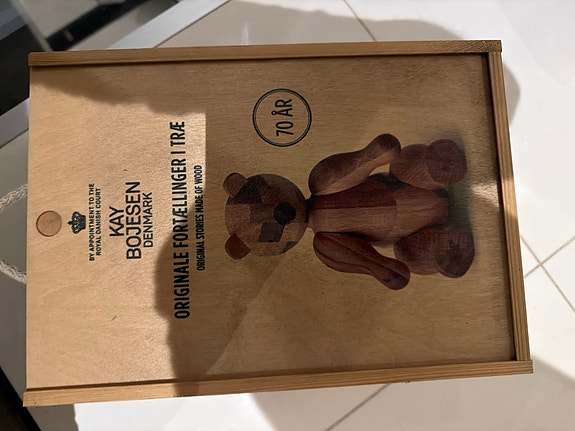 BY APPOINTMENT TO THE
ROYAL DANISH COURT
KAY
BOJESEN
DENMARK
ORIGINALE FORTÆLLINGER I TRÆ
ORIGINAL STORIES MADE OF WOOD
70 ÅR